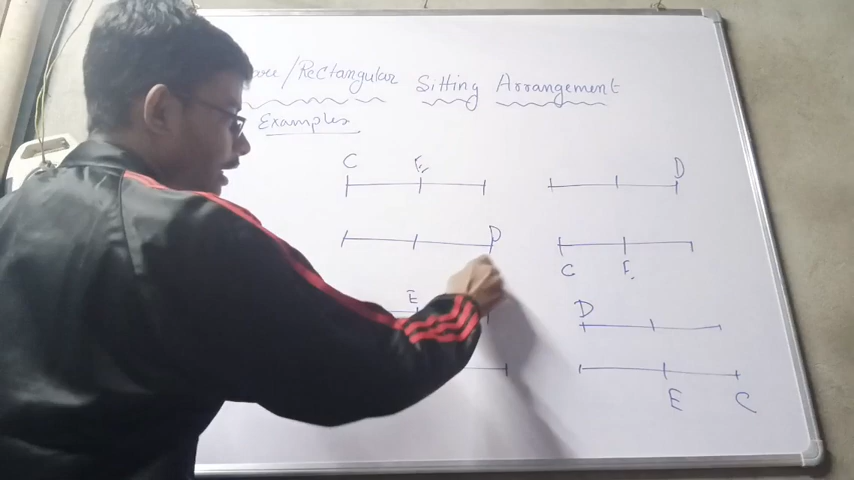 /Rectangular Sitting Arrangement
Examples
C E D
D
C E
E D
E C